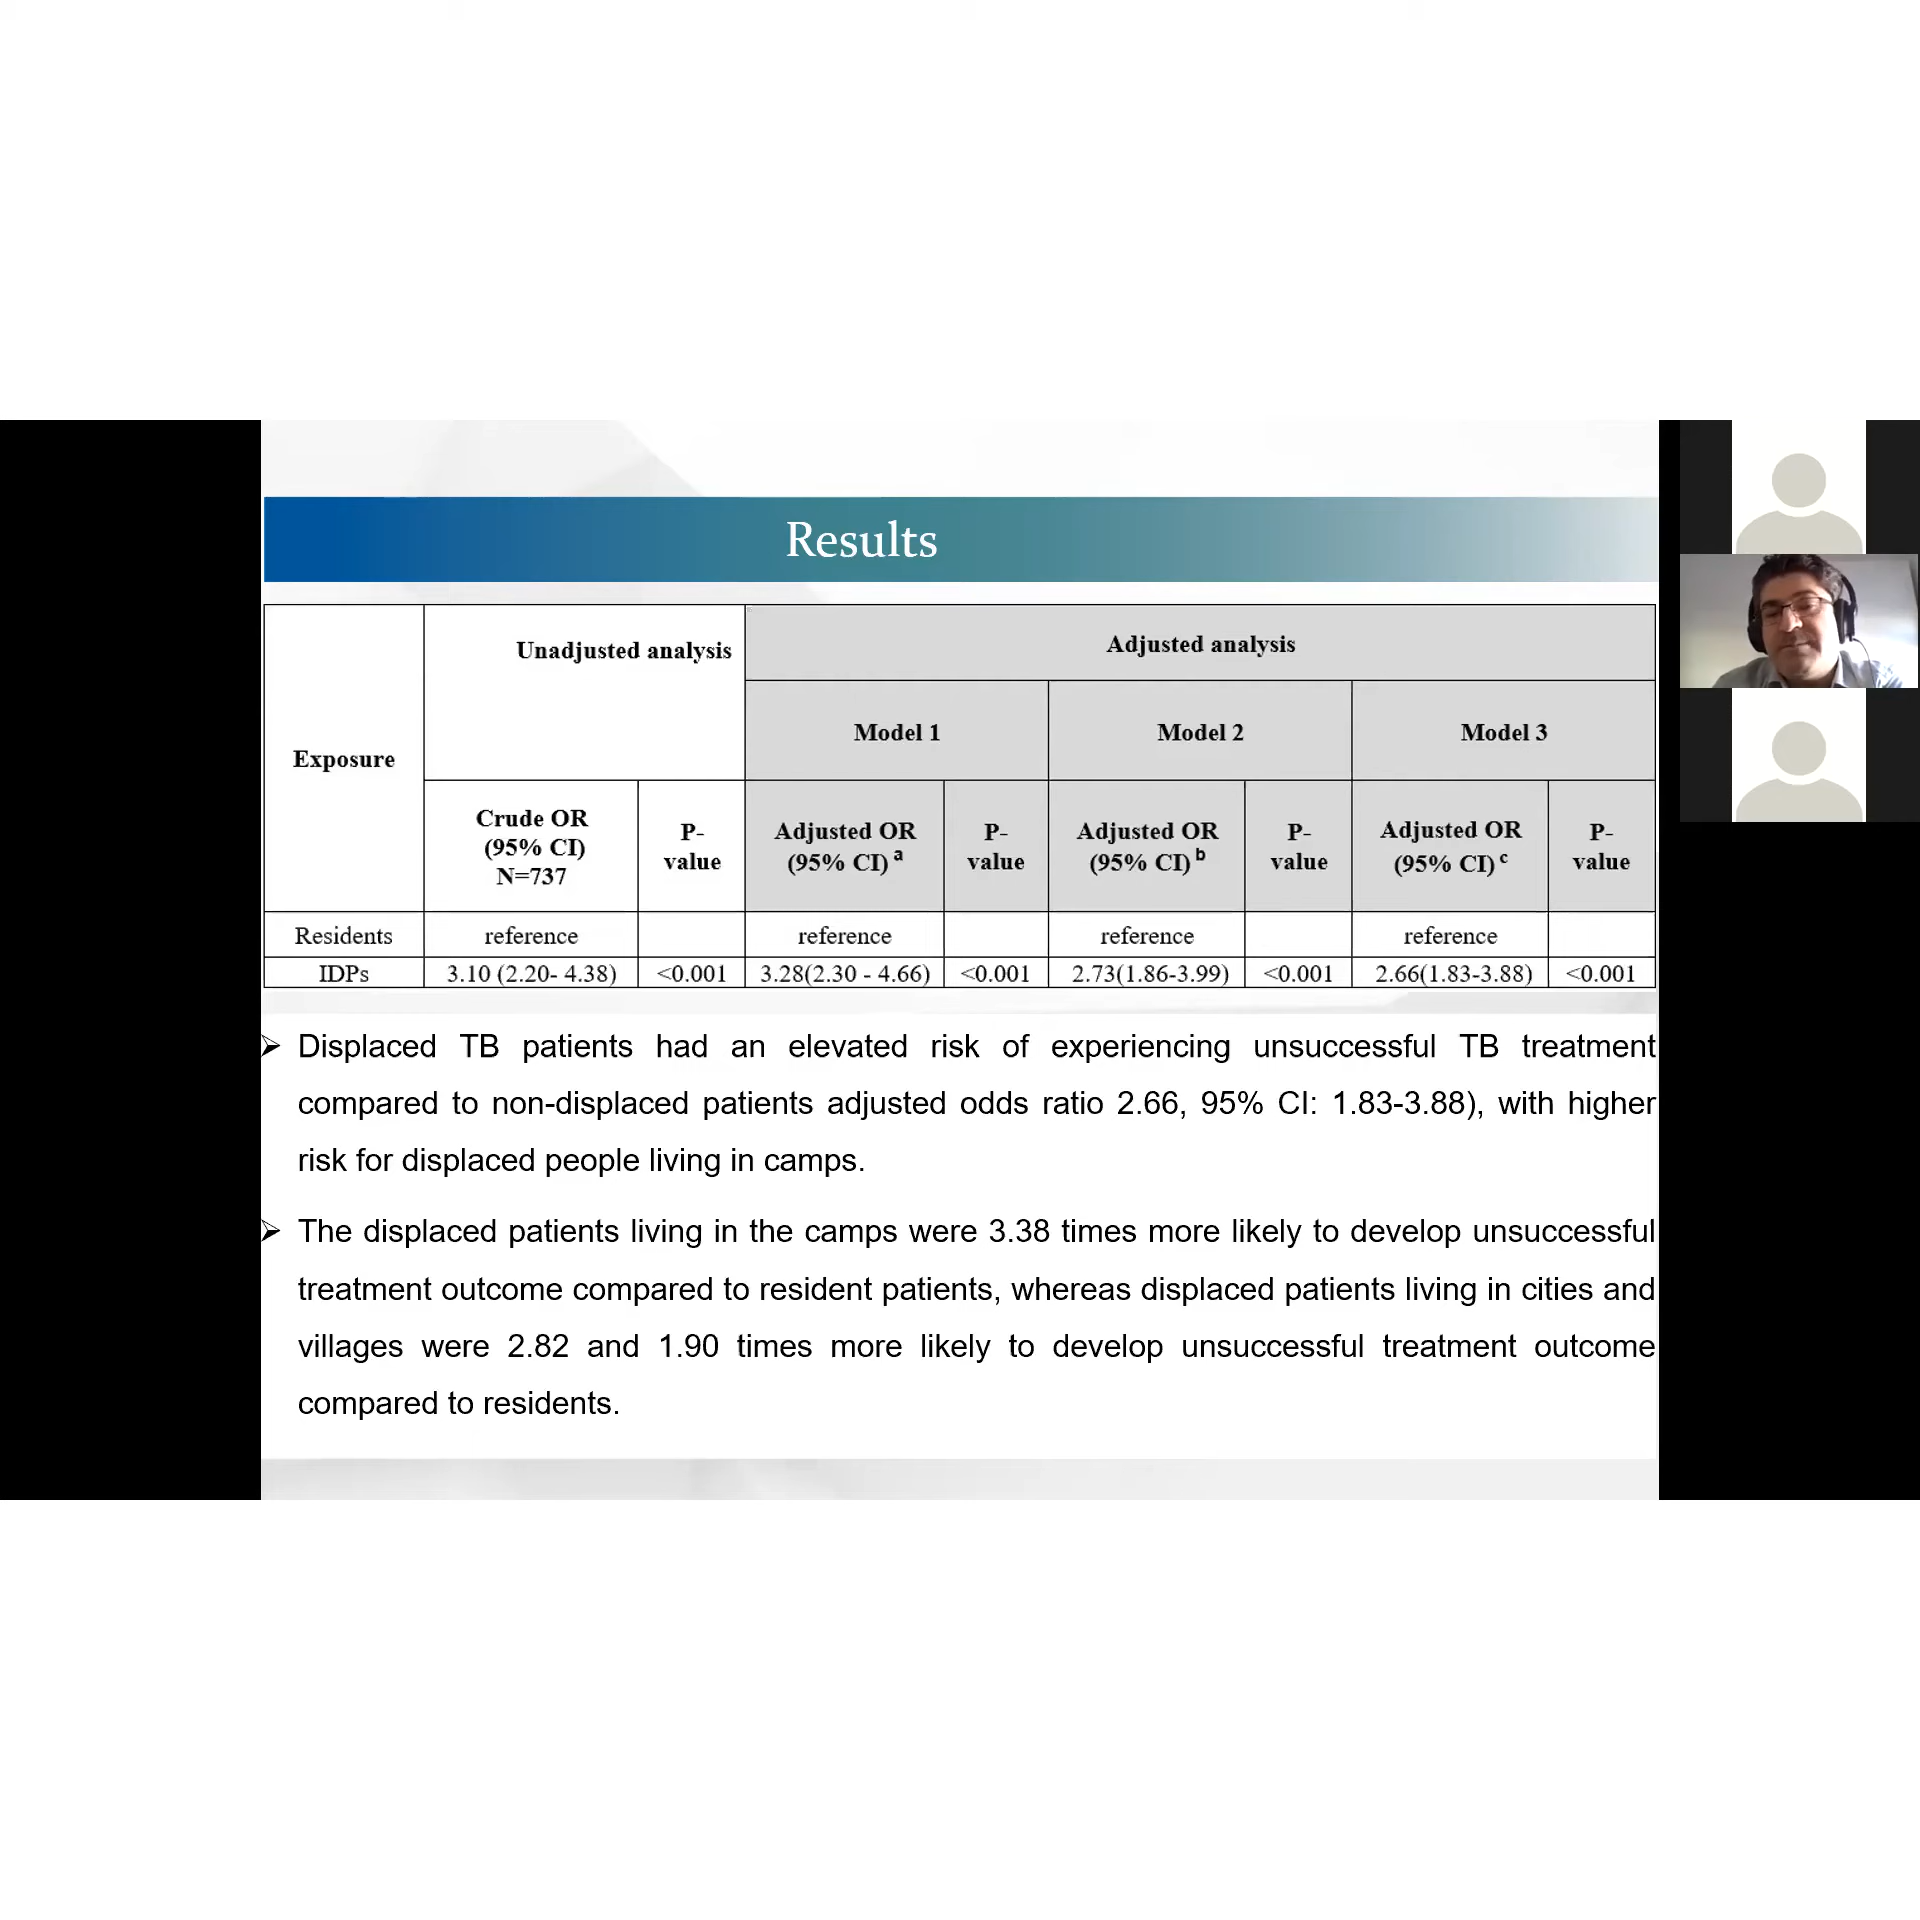 Results
Exposure
Unadjusted analysis
Adjusted analysis
Model 1
Model 2
Model 3
Crude OR
(95% CI)
N=737
P-
value
Adjusted OR
(95% CI) a
P-
value
Adjusted OR
(95% CI) b
P-
value
Adjusted OR
(95% CI) c
P-
value
Residents reference reference reference reference
IDPs 3.10 (2.20- 4.38) <0.001 3.28(2.30 - 4.66) <0.001 2.73(1.86-3.99) <0.001 2.66(1.83-3.88) <0.001
➢ Displaced TB patients had an elevated risk of experiencing unsuccessful TB treatment
compared to non-displaced patients adjusted odds ratio 2.66, 95% CI: 1.83-3.88), with higher
risk for displaced people living in camps.
➢ The displaced patients living in the camps were 3.38 times more likely to develop unsuccessful
treatment outcome compared to resident patients, whereas displaced patients living in cities and
villages were 2.82 and 1.90 times more likely to develop unsuccessful treatment outcome
compared to residents.